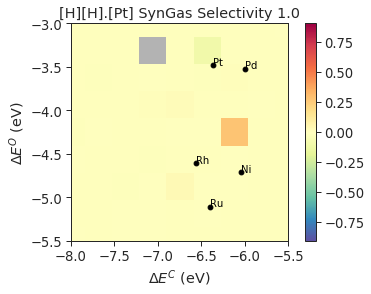 [H][H].[Pt] SynGas Selectivity 1.0
−3.0
−3.5
−4.0
−4.5
−5.0
−5.5
ΔE^O (eV)
Pt
Pd
Rh
Ni
Ru
−8.0 −7.5 −7.0 −6.5 −6.0 −5.5
ΔE^C (eV)
0.75
0.50
0.25
0.00
−0.25
−0.50
−0.75